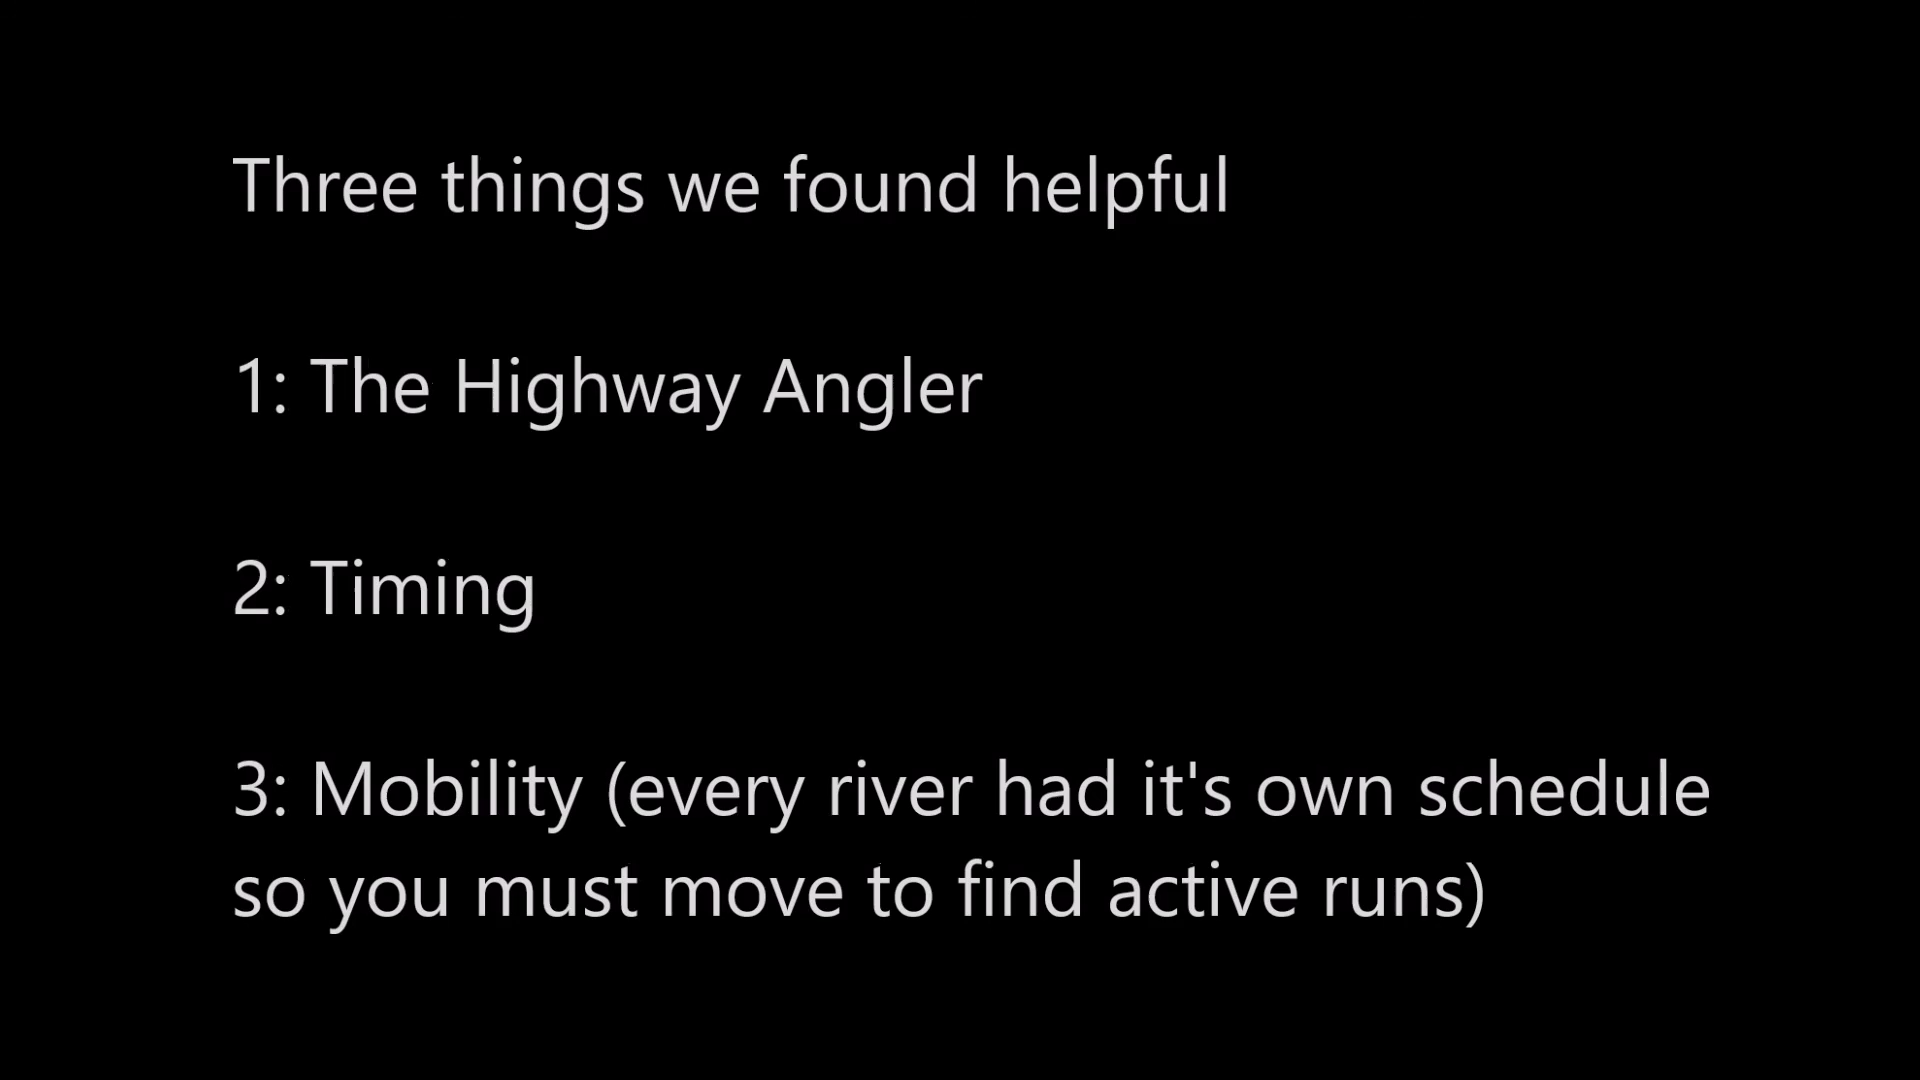 Three things we found helpful
1: The Highway Angler
2: Timing
3: Mobility (every river had it's own schedule
so you must move to find active runs)